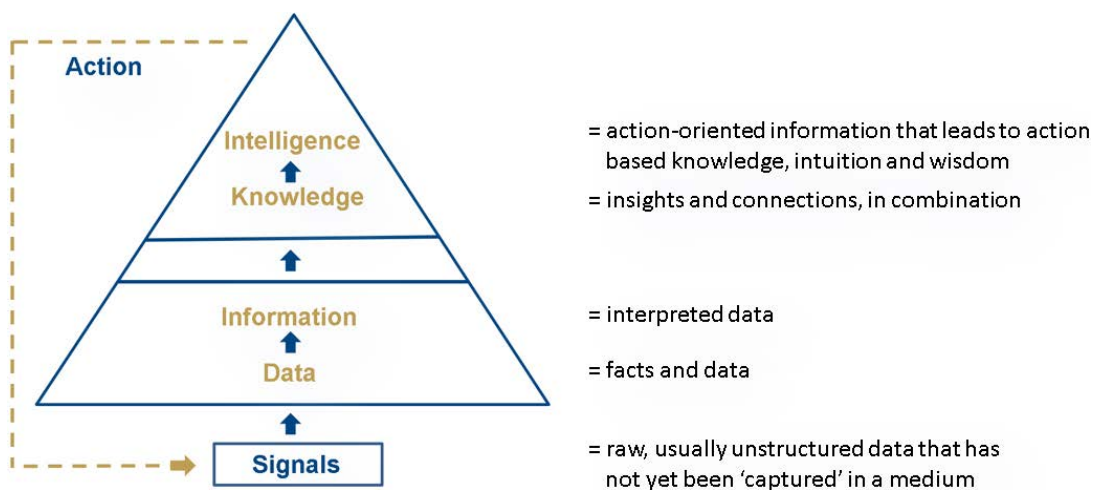 Action
Intelligence
= action-oriented information that leads to action
based knowledge, intuition and wisdom
Knowledge
= insights and connections, in combination
Information
= interpreted data
Data
= facts and data
Signals
= raw, usually unstructured data that has
not yet been ‘captured’ in a medium